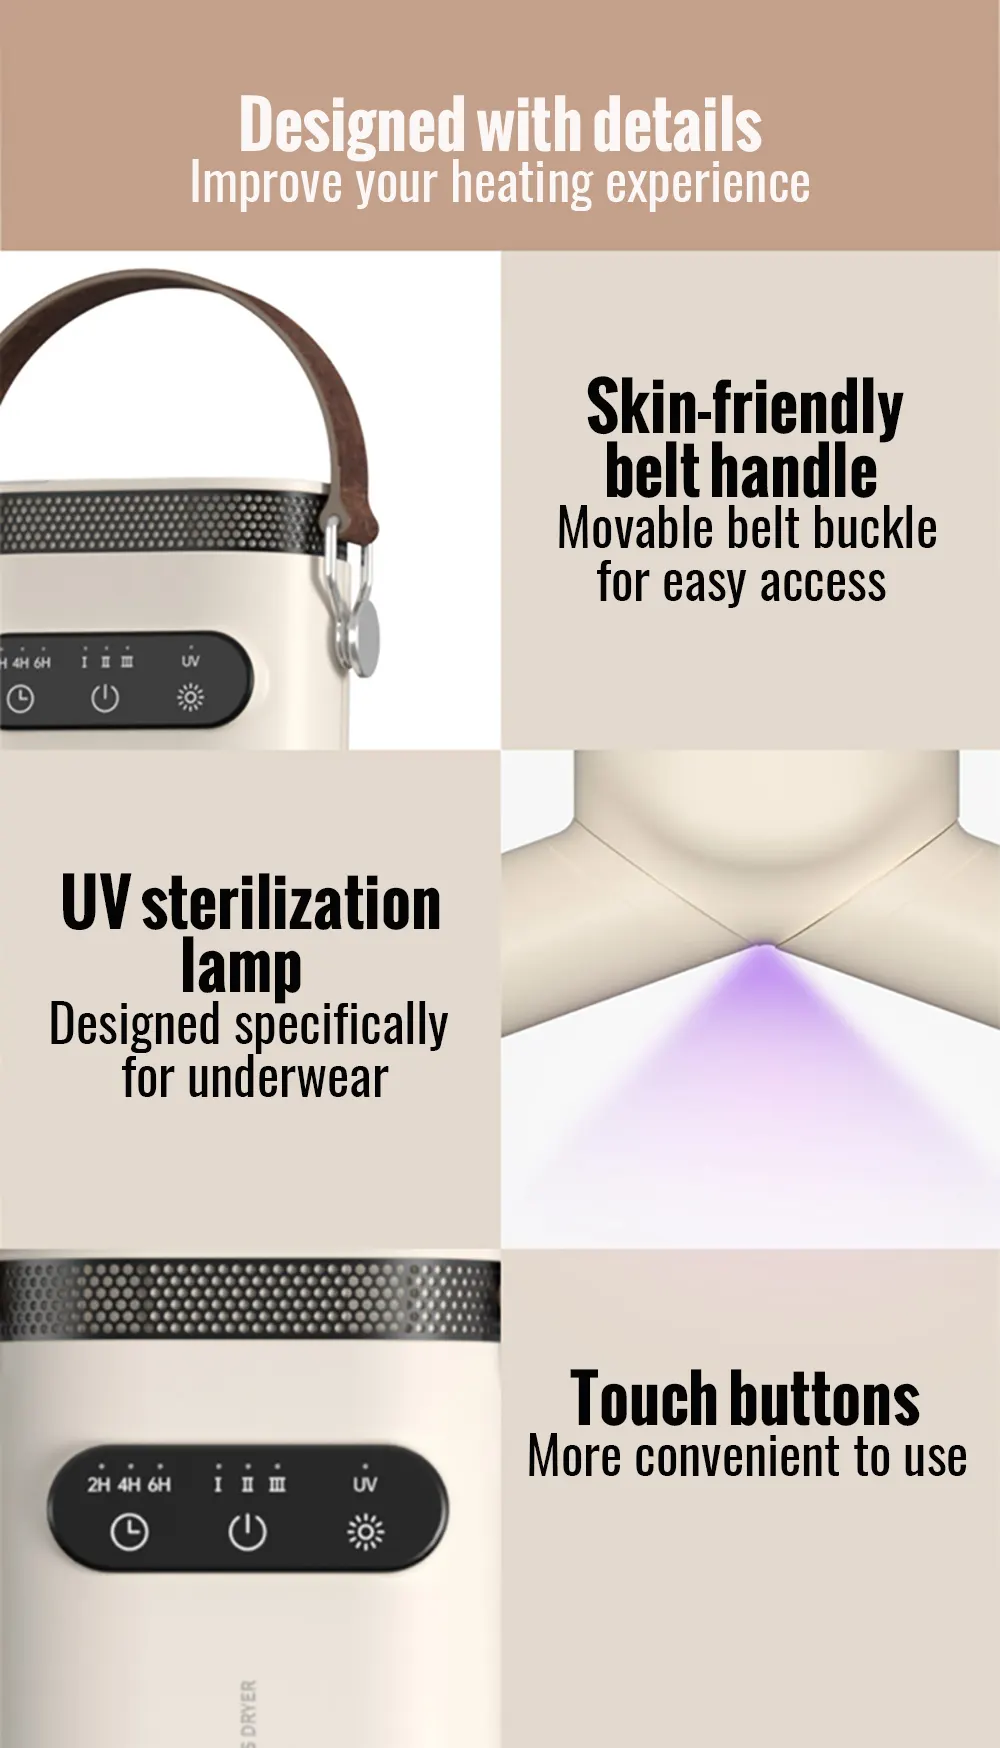 Designed with details
Improve your heating experience
Skin-friendly
belt handle
Movable belt buckle
for easy access
4H 6H
I II III
UV
UV sterilization
lamp
Designed specifically
for underwear
Touch buttons
More convenient to use
2H 4H 6H
I II III
UV
DRYER